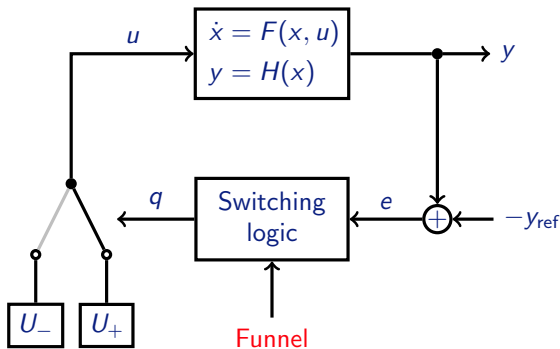 u
ẋ = F(x, u)
y = H(x)
y
q
Switching
logic
e
+
−y_ref
U_−
U_+
Funnel